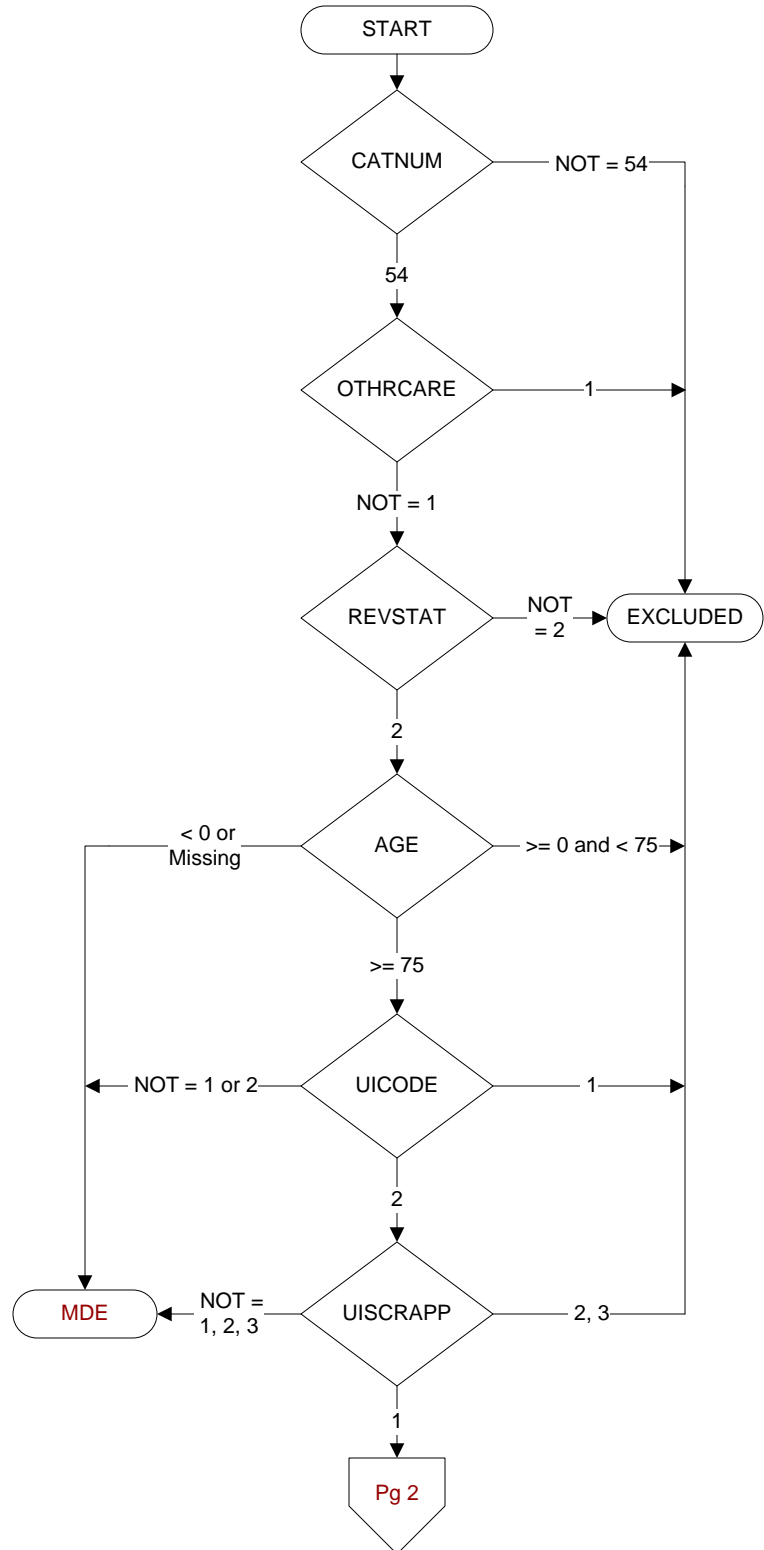 START
CATNUM
NOT = 54
54
OTHRCARE
1
NOT = 1
REVSTAT
NOT
= 2
EXCLUDED
2
< 0 or
Missing
AGE
>= 0 and < 75
>= 75
NOT = 1 or 2
UICODE
1
2
MDE
NOT =
1, 2, 3
UISCRAPP
2, 3
1
Pg 2